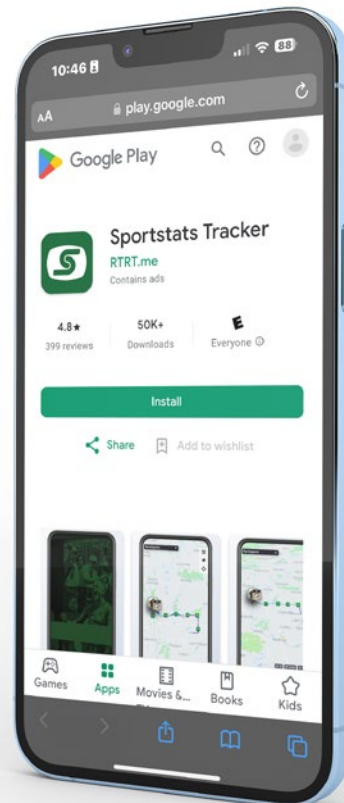 10:46
88
AA play.google.com
Google Play
Sportstats Tracker
RTRT.me
Contains ads
4.8★ 50K+ E
399 reviews Downloads Everyone
Install
Share Add to wishlist
Games Apps Movies &... Books Kids